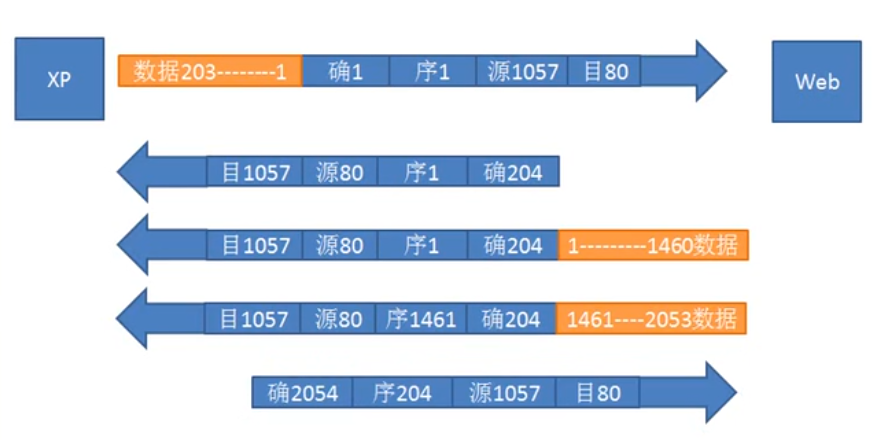 XP 数据203--------1 确1 序1 源1057 目80 Web
目1057 源80 序1 确204
目1057 源80 序1 确204 1---------1460数据
目1057 源80 序1461 确204 1461----2053数据
确2054 序204 源1057 目80